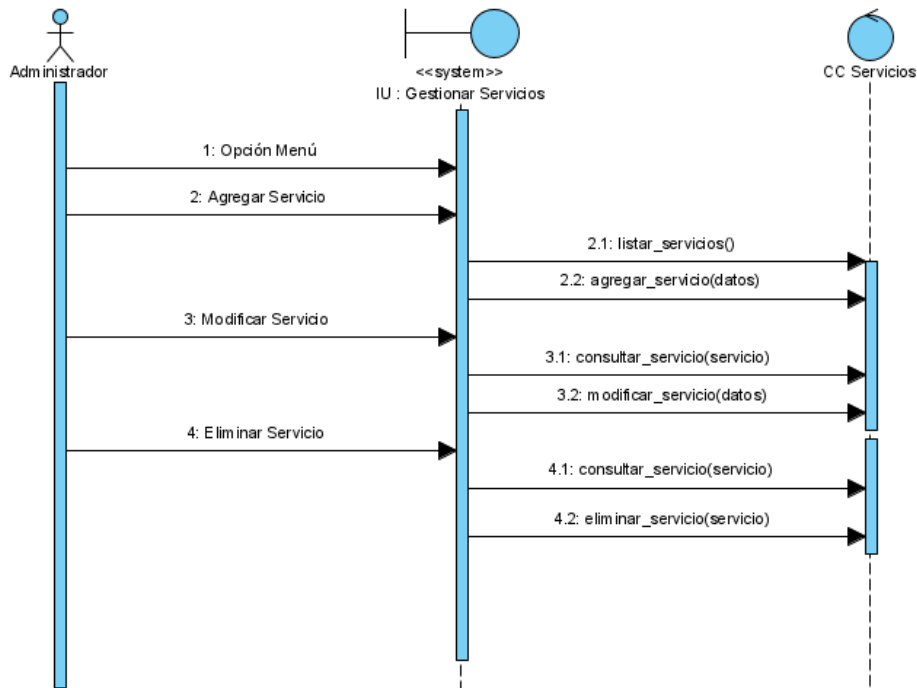 Administrador
<<system>>
IU : Gestionar Servicios
CC Servicios
1: Opción Menú
2: Agregar Servicio
2.1: listar_servicios()
2.2: agregar_servicio(datos)
3: Modificar Servicio
3.1: consultar_servicio(servicio)
3.2: modificar_servicio(datos)
4: Eliminar Servicio
4.1: consultar_servicio(servicio)
4.2: eliminar_servicio(servicio)